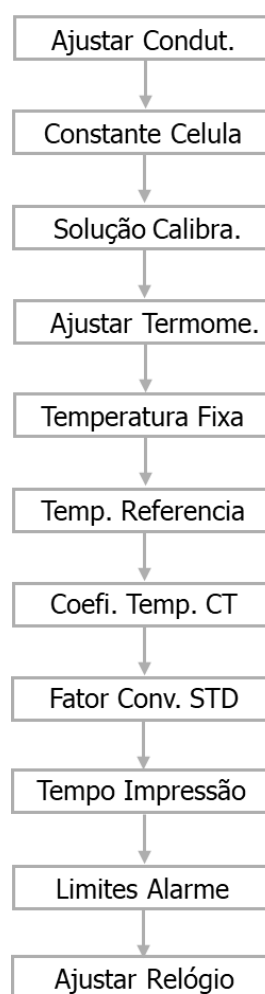 Ajustar Condut.
Constante Celula
Solução Calibra.
Ajustar Termome.
Temperatura Fixa
Temp. Referencia
Coefi. Temp. CT
Fator Conv. STD
Tempo Impressão
Limites Alarme
Ajustar Relógio